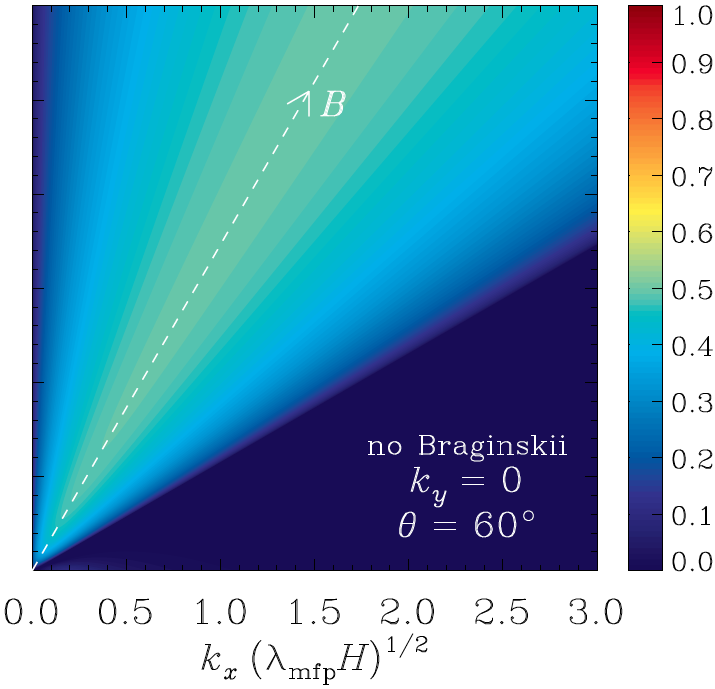 B
no Braginskii
k_y = 0
θ = 60°
0.0 0.5 1.0 1.5 2.0 2.5 3.0
k_x (λ_mfp H)^1/2
1.0
0.9
0.8
0.7
0.6
0.5
0.4
0.3
0.2
0.1
0.0